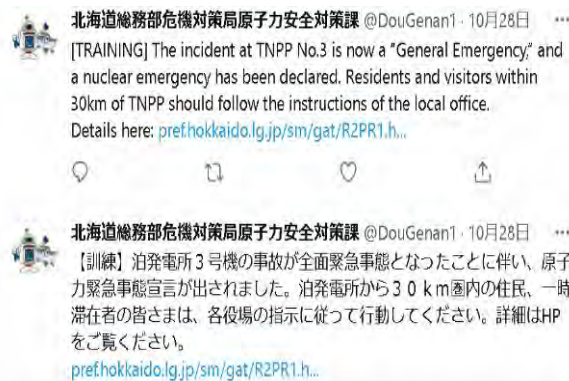 北海道総務部危機対策局原子力安全対策課 @DouGenan1 · 10月28日 ···
[TRAINING] The incident at TNPP No.3 is now a "General Emergency," and
a nuclear emergency has been declared. Residents and visitors within
30km of TNPP should follow the instructions of the local office.
Details here: pref.hokkaido.lg.jp/sm/gat/R2PR1.h...
北海道総務部危機対策局原子力安全対策課 @DouGenan1 · 10月28日 ···
【訓練】泊発電所３号機の事故が全面緊急事態となったことに伴い、原子
力緊急事態宣言が出されました。泊発電所から３０ｋｍ圏内の住民、一時
滞在者の皆さまは、各役場の指示に従って行動してください。詳細はHP
をご覧ください。
pref.hokkaido.lg.jp/sm/gat/R2PR1.h...